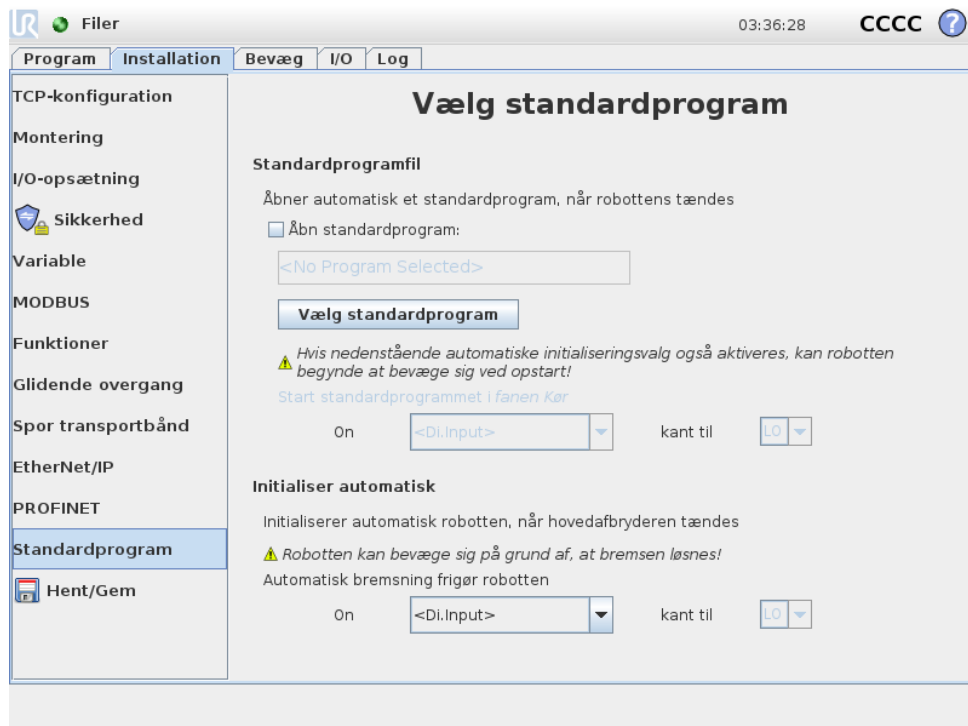 UR Filer 03:36:28 CCCC ?
Program Installation Bevæg I/O Log
TCP-konfiguration
Montering
I/O-opsætning
Sikkerhed
Variable
MODBUS
Funktioner
Glidende overgang
Spor transportbånd
EtherNet/IP
PROFINET
Standardprogram
Hent/Gem
Vælg standardprogram
Standardprogramfil
Åbner automatisk et standardprogram, når robottens tændes
Åbn standardprogram:
<No Program Selected>
Vælg standardprogram
Hvis nedenstående automatiske initialiseringsvalg også aktiveres, kan robotten
begynde at bevæge sig ved opstart!
Start standardprogrammet i fanen Kør
On <Di.Input> kant til LO
Initialiser automatisk
Initialiserer automatisk robotten, når hovedafbryderen tændes
Robotten kan bevæge sig på grund af, at bremsen løsnes!
Automatisk bremsning frigør robotten
On <Di.Input> kant til LO